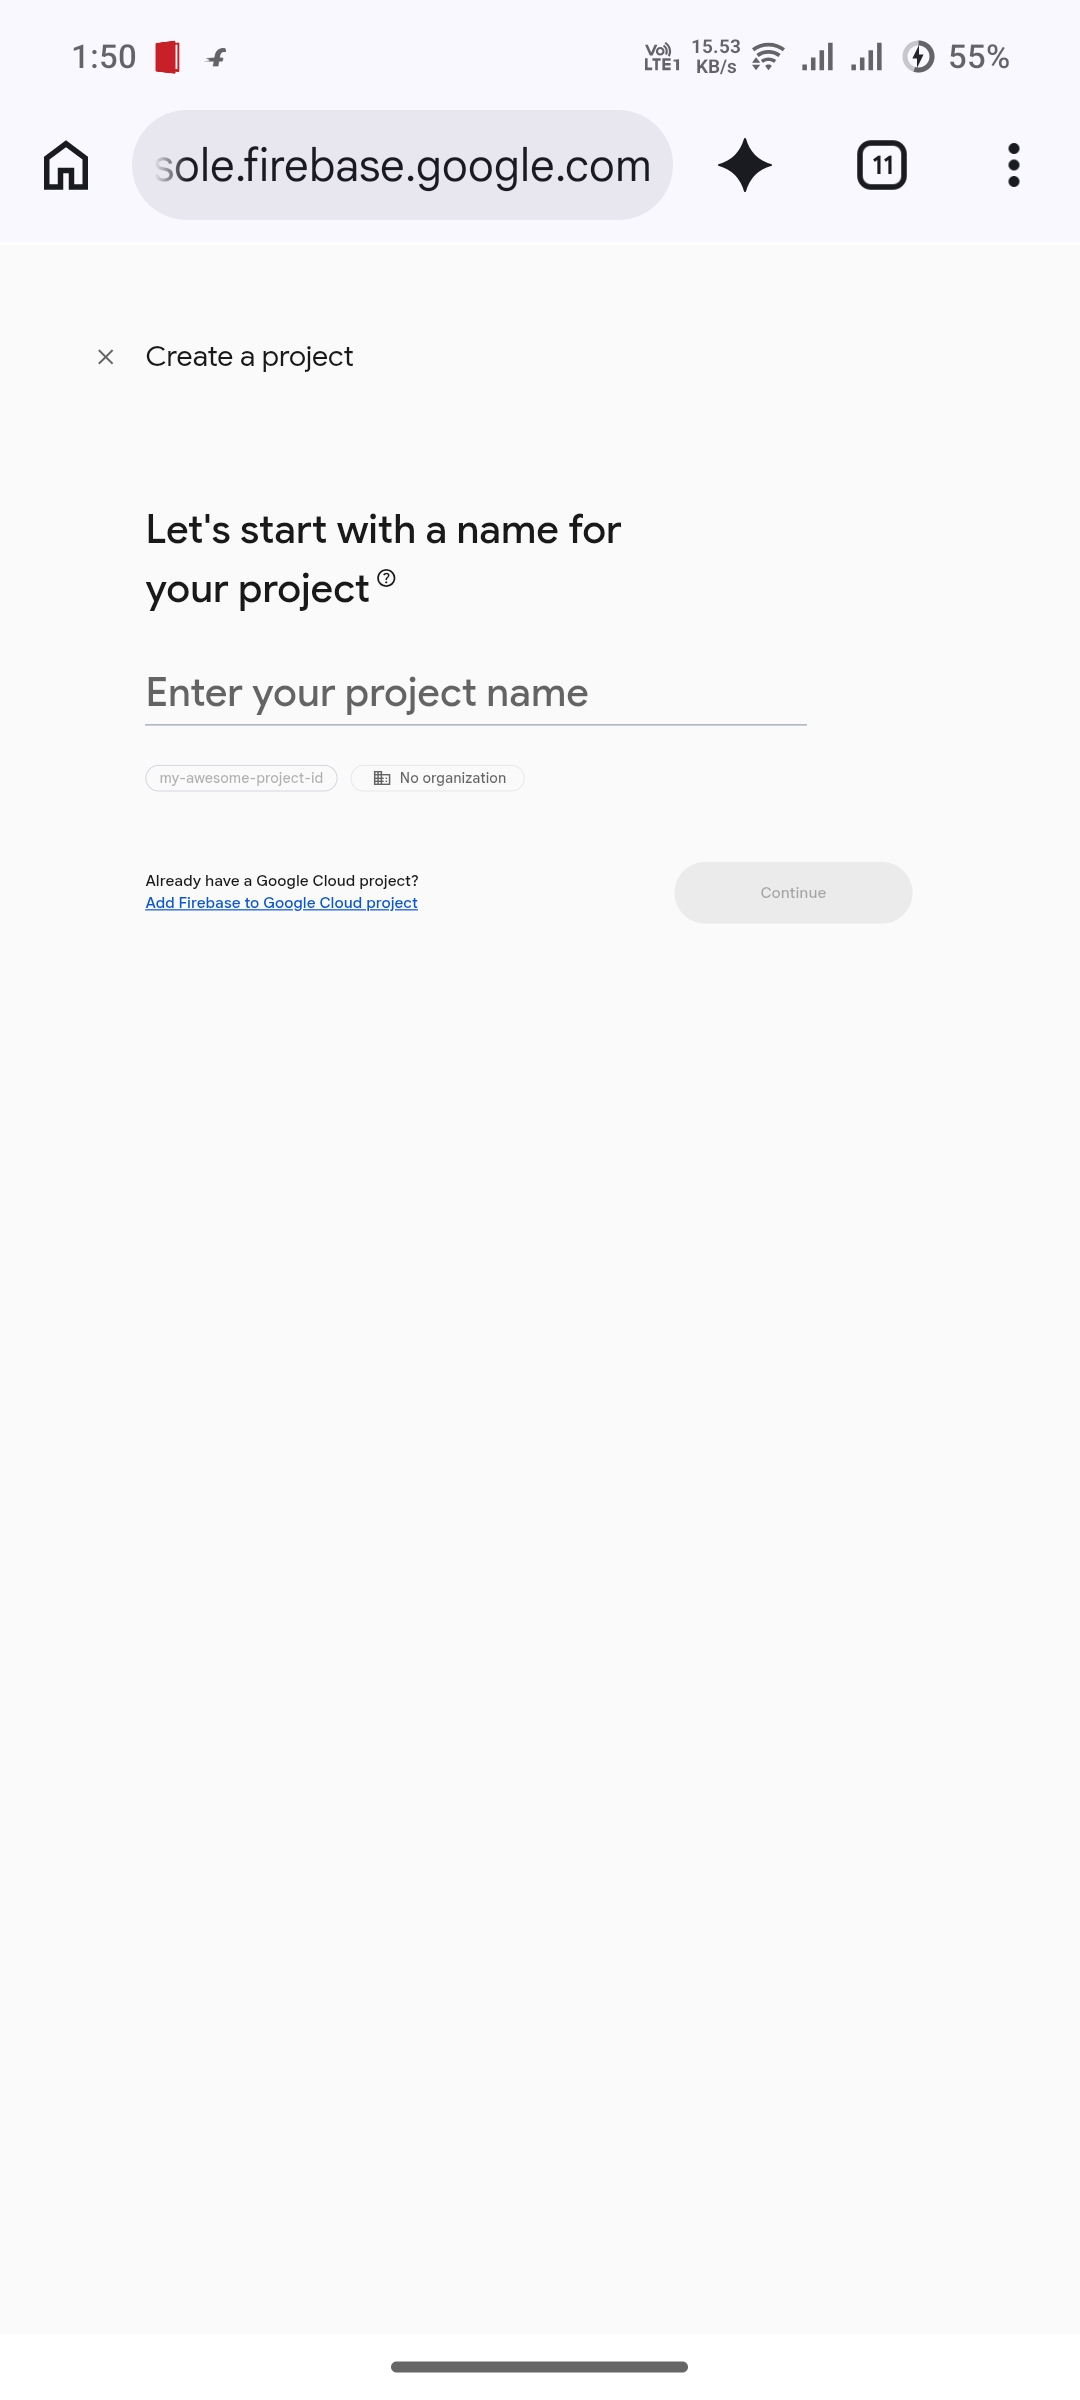 1:50
Vo)) LTE1
15.53 KB/s
55%
sole.firebase.google.com
11
Create a project
Let's start with a name for
your project
Enter your project name
my-awesome-project-id
No organization
Already have a Google Cloud project?
Add Firebase to Google Cloud project
Continue